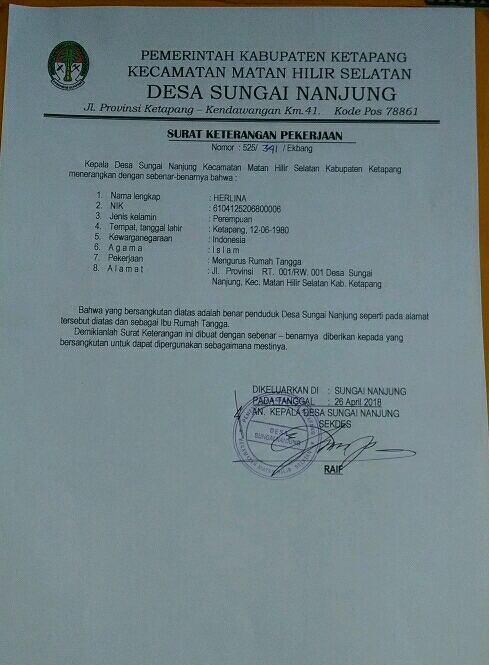 PEMERINTAH KABUPATEN KETAPANG
KECAMATAN MATAN HILIR SELATAN
DESA SUNGAI NANJUNG
Jl. Provinsi Ketapang – Kendawangan Km.41. Kode Pos 78861
SURAT KETERANGAN PEKERJAAN
Nomor : 525/ 341 / Ekbang
Kepala Desa Sungai Nanjung Kecamatan Matan Hilir Selatan Kabupaten Ketapang
menerangkan dengan sebenar-benarnya bahwa :
1. Nama lengkap : HERLINA
2. NIK : 6104125206800006
3. Jenis kelamin : Perempuan
4. Tempat, tanggal lahir : Ketapang, 12-06-1980
5. Kewarganegaraan : Indonesia
6. A g a m a : I s l a m
7. Pekerjaan : Mengurus Rumah Tangga
8. A l a m a t : Jl. Provinsi RT. 001/RW. 001 Desa Sungai
Nanjung, Kec. Matan Hilir Selatan Kab. Ketapang
Bahwa yang bersangkutan diatas adalah benar penduduk Desa Sungai Nanjung seperti pada alamat
tersebut diatas dan sebagai Ibu Rumah Tangga.
Demikianlah Surat Keterangan ini dibuat dengan sebenar – benarnya diberikan kepada yang
bersangkutan untuk dapat dipergunakan sebagaimana mestinya.
DIKELUARKAN DI : SUNGAI NANJUNG
PADA TANGGAL : 26 April 2018
AN. KEPALA DESA SUNGAI NANJUNG
SEKDES
DESA
SUNGAI NANJUNG
RAIF